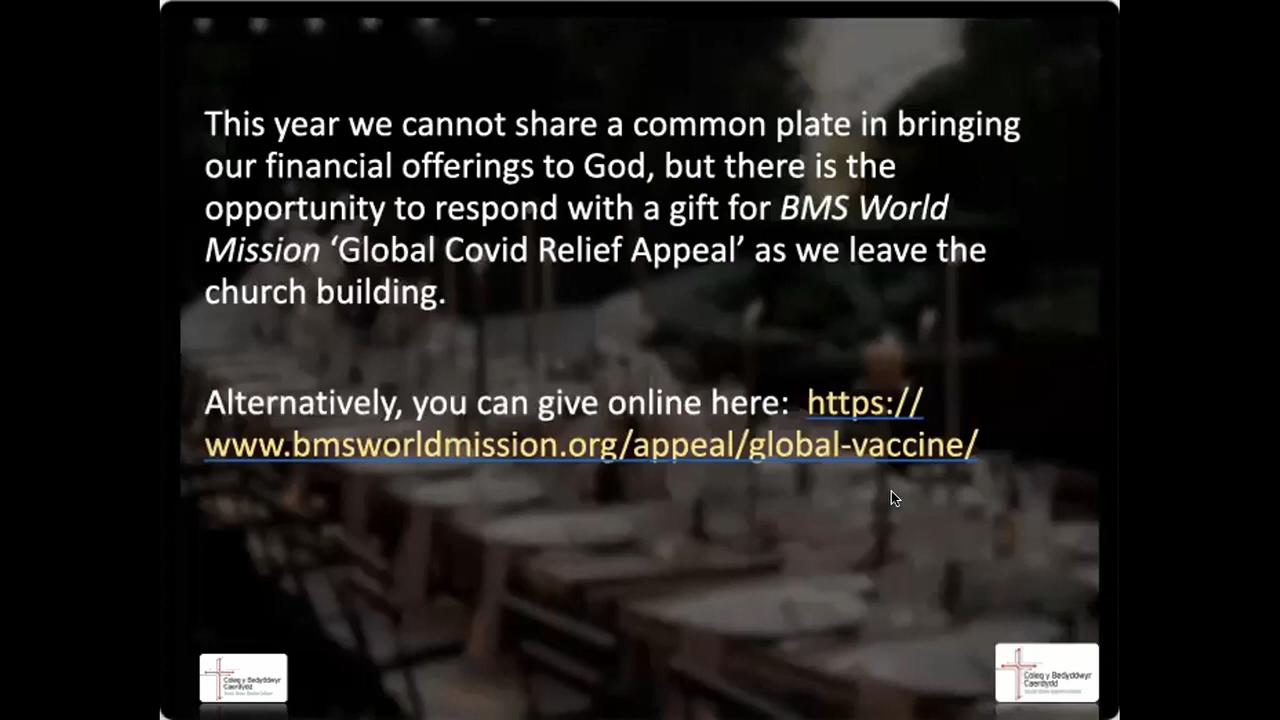 This year we cannot share a common plate in bringing
our financial offerings to God, but there is the
opportunity to respond with a gift for BMS World
Mission ‘Global Covid Relief Appeal’ as we leave the
church building.
Alternatively, you can give online here: https://
www.bmsworldmission.org/appeal/global-vaccine/
Coleg y Bedyddwyr
Caerdydd
Coleg y Bedyddwyr
Caerdydd